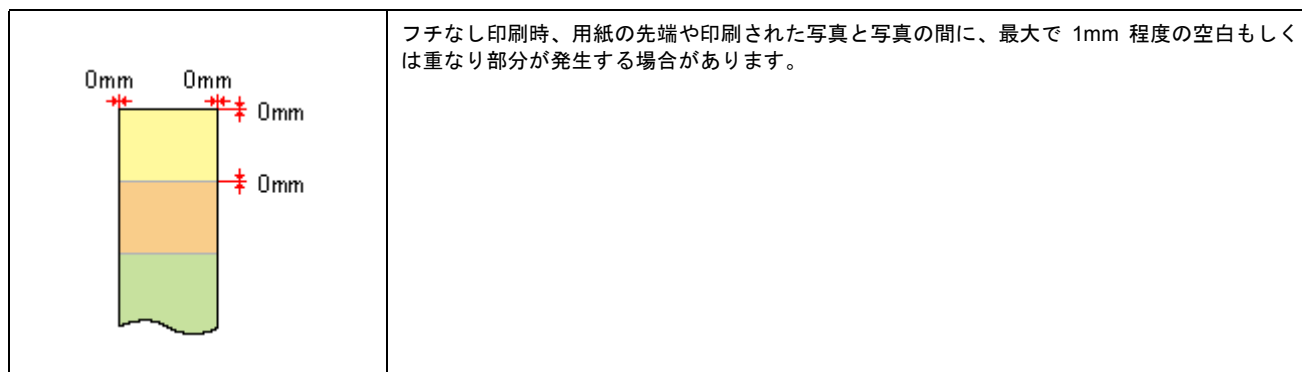 フチなし印刷時、用紙の先端や印刷された写真と写真の間に、最大で 1mm 程度の空白もしく
は重なり部分が発生する場合があります。
0mm 0mm
0mm
0mm